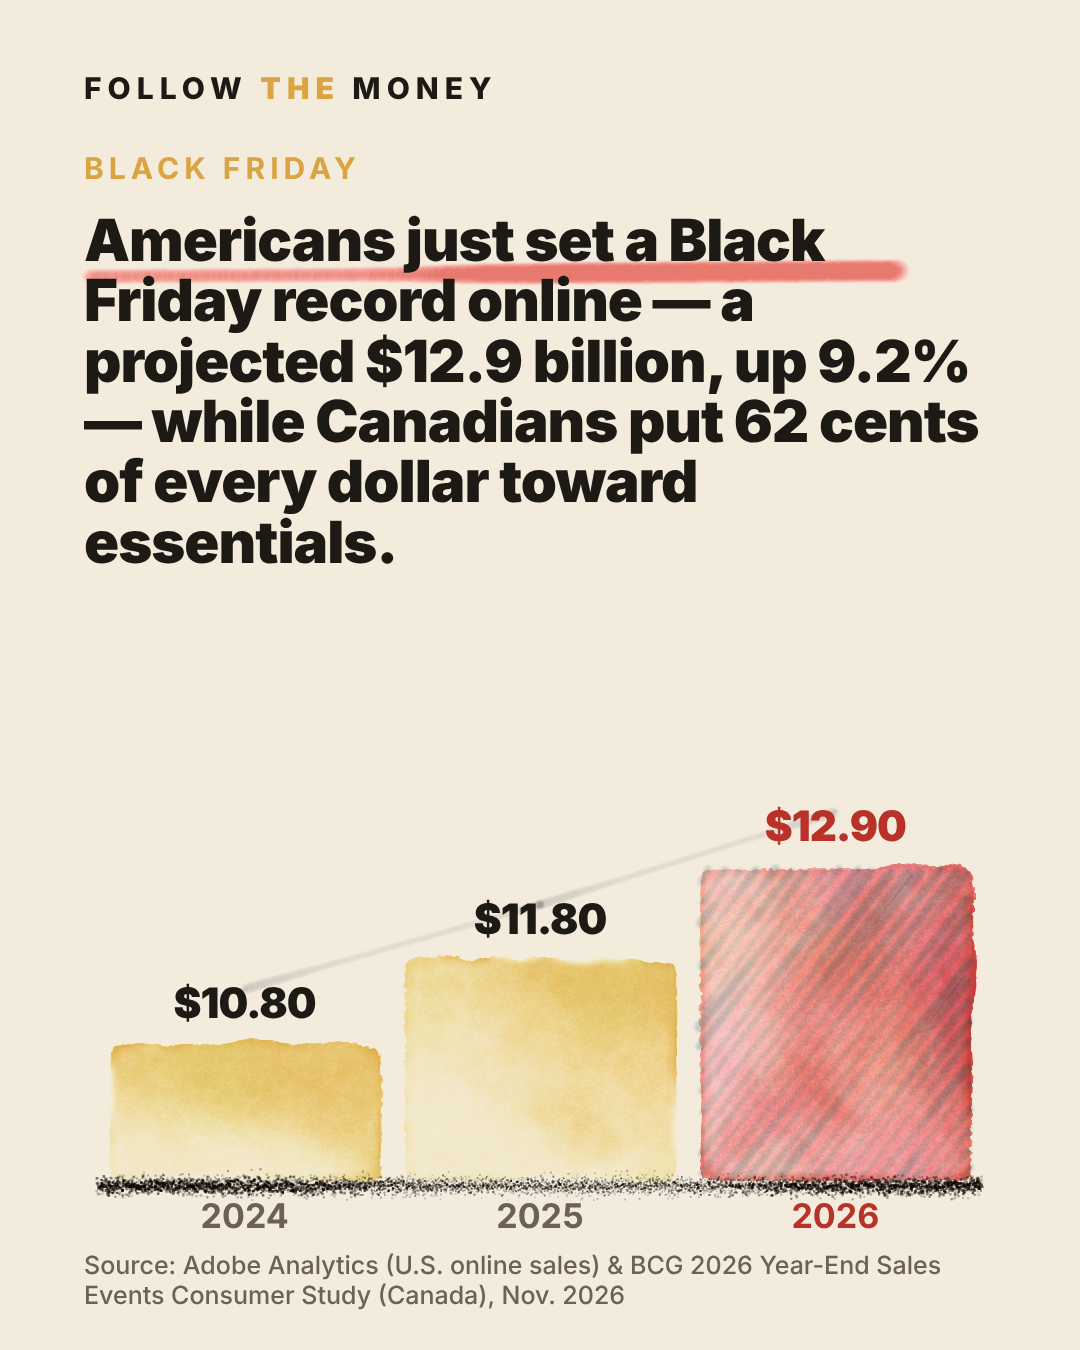 FOLLOW THE MONEY
BLACK FRIDAY
Americans just set a Black
Friday record online — a
projected $12.9 billion, up 9.2%
— while Canadians put 62 cents
of every dollar toward
essentials.
$12.90
$11.80
$10.80
2024 2025 2026
Source: Adobe Analytics (U.S. online sales) & BCG 2026 Year-End Sales
Events Consumer Study (Canada), Nov. 2026